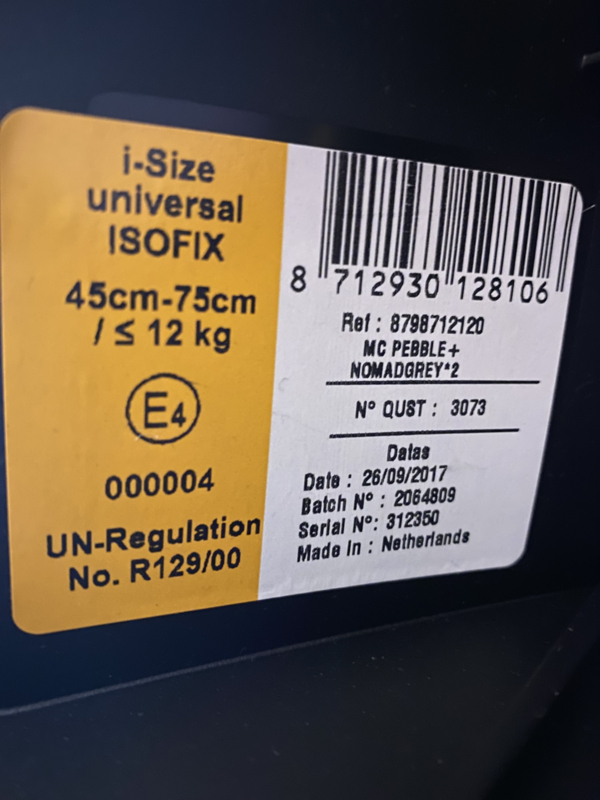 i-Size
universal
ISOFIX
45cm-75cm
/ ≤ 12 kg
E4
000004
UN-Regulation
No. R129/00
8 712930 128106
Ref : 8798712120
MC PEBBLE+
NOMADGREY*2
N° QUST : 3073
Datas
Date : 26/09/2017
Batch N° : 2064809
Serial N°: 312350
Made In : Netherlands